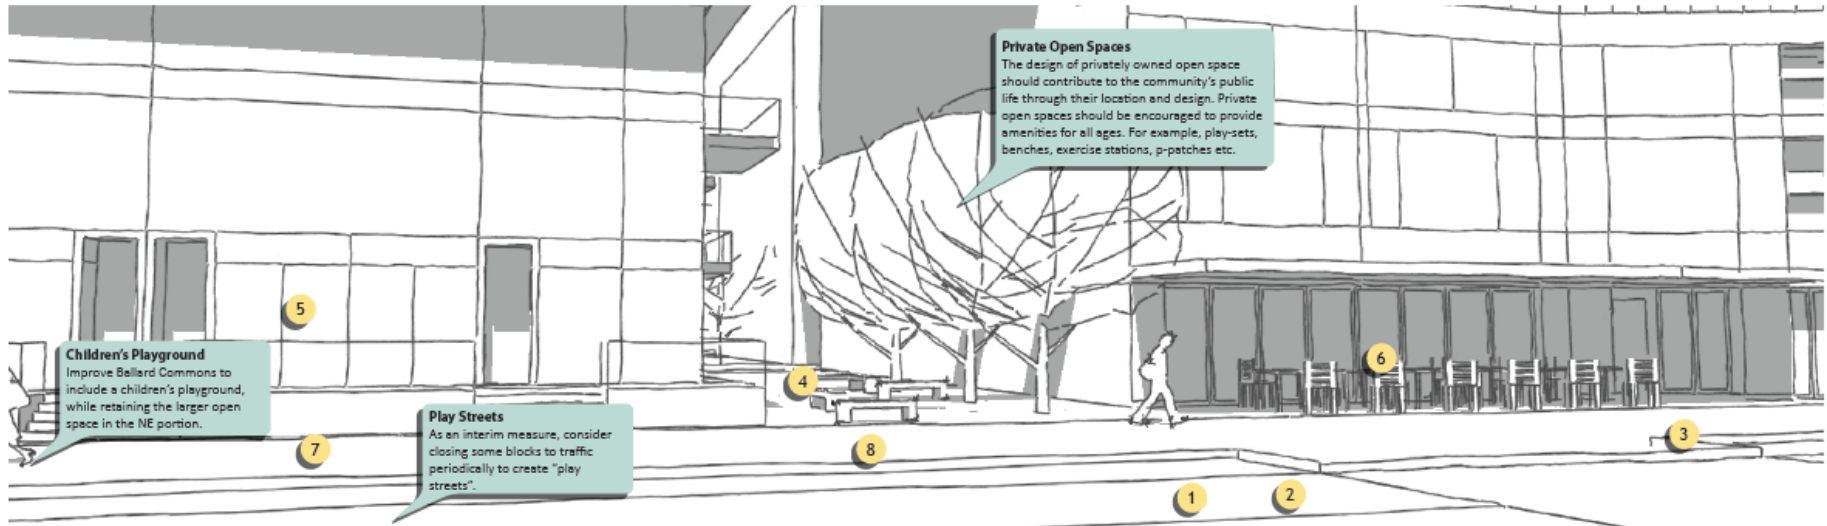 Private Open Spaces
The design of privately owned open space
should contribute to the community's public
life through their location and design. Private
open spaces should be encouraged to provide
amenities for all ages. For example, play-sets,
benches, exercise stations, p-patches etc.
5
Children's Playground
Improve Ballard Commons to
include a children's playground,
while retaining the larger open
space in the NE portion.
6
4
Play Streets
As an interim measure, consider
closing some blocks to traffic
periodically to create "play
streets".
3
7
8
1
2